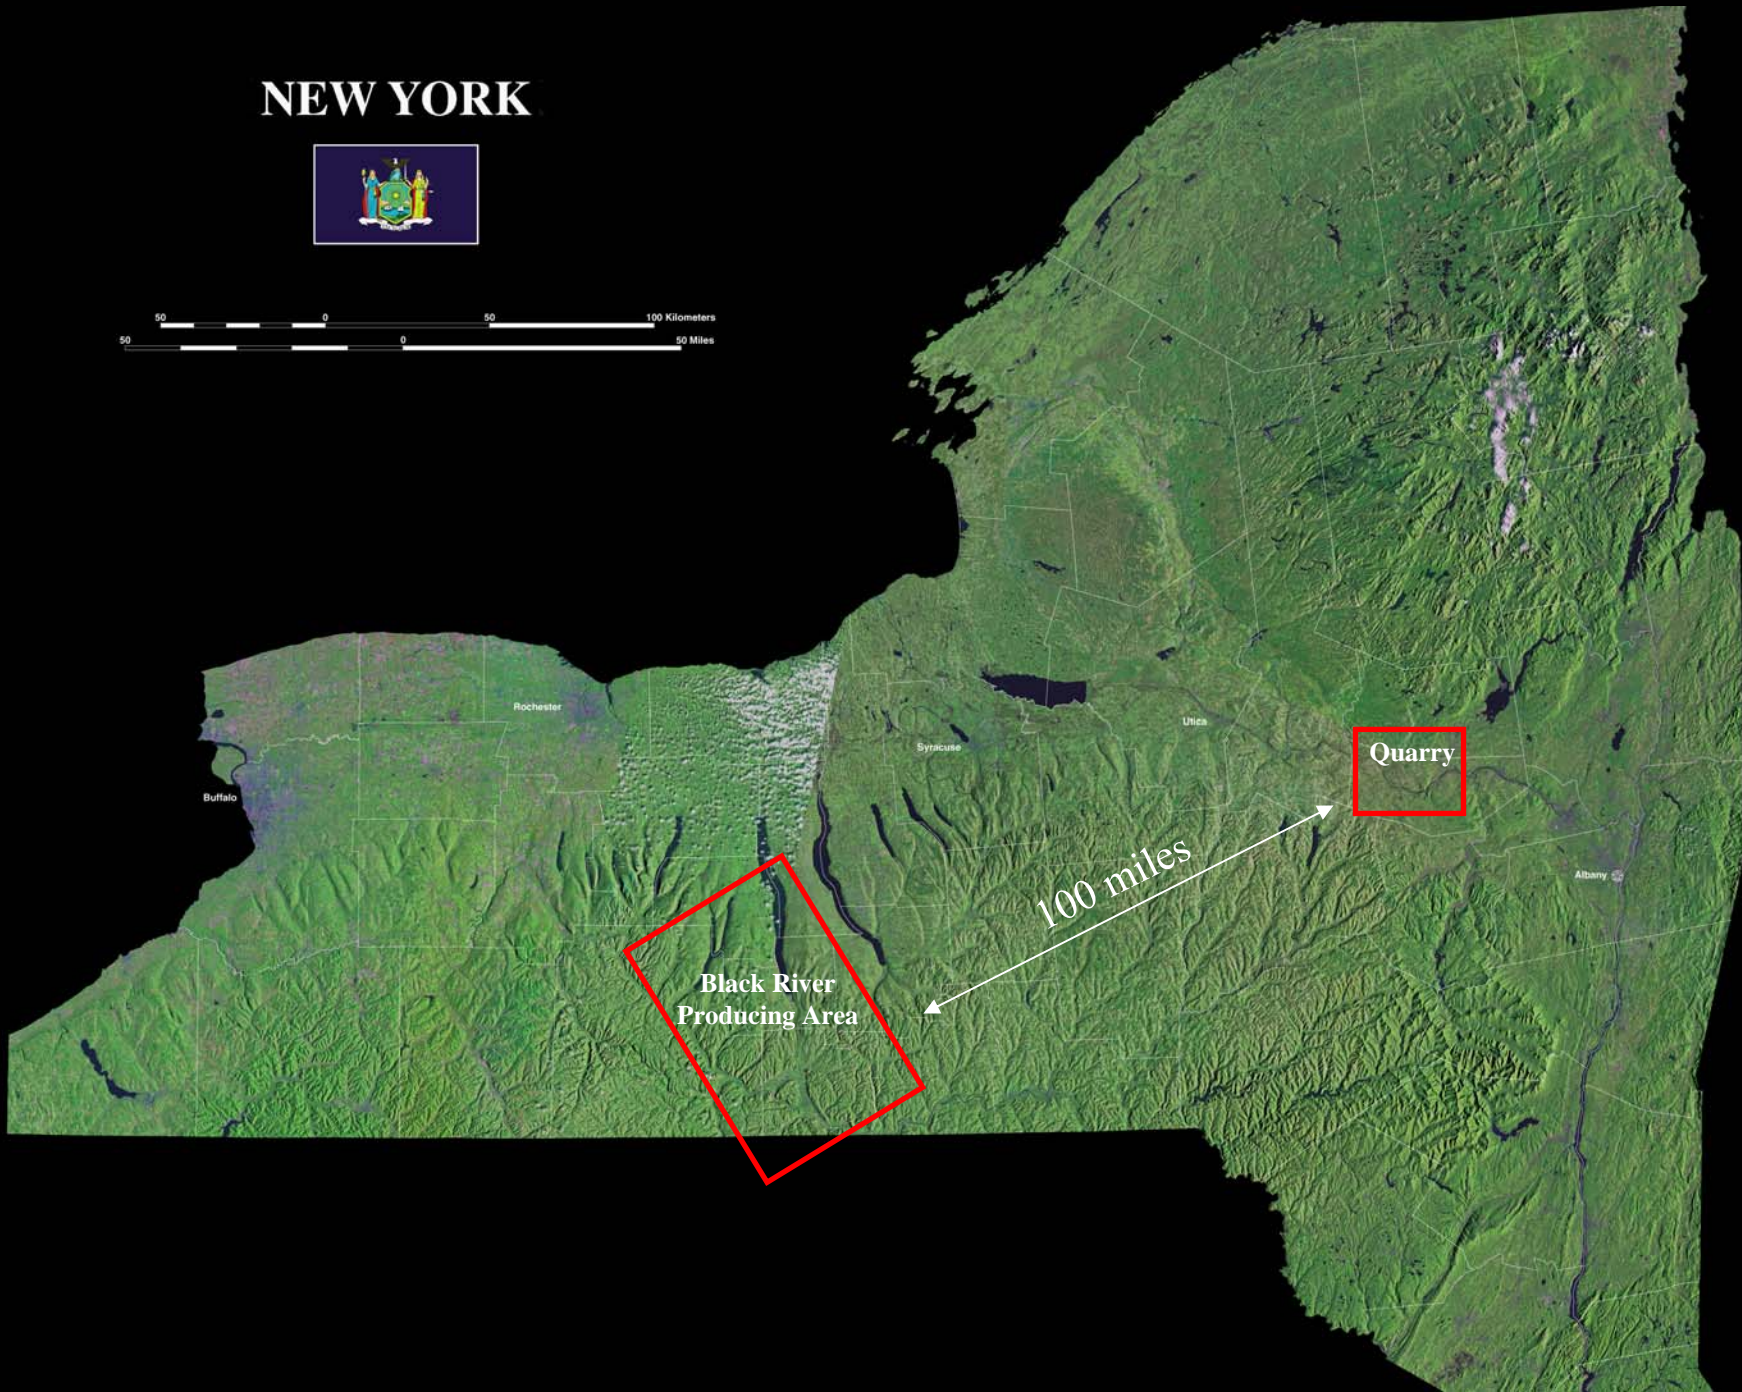 NEW YORK
50 0 50 100 Kilometers
50 0 50 Miles
Rochester
Utica
Syracuse
Quarry
Buffalo
100 miles
Albany
Black River
Producing Area